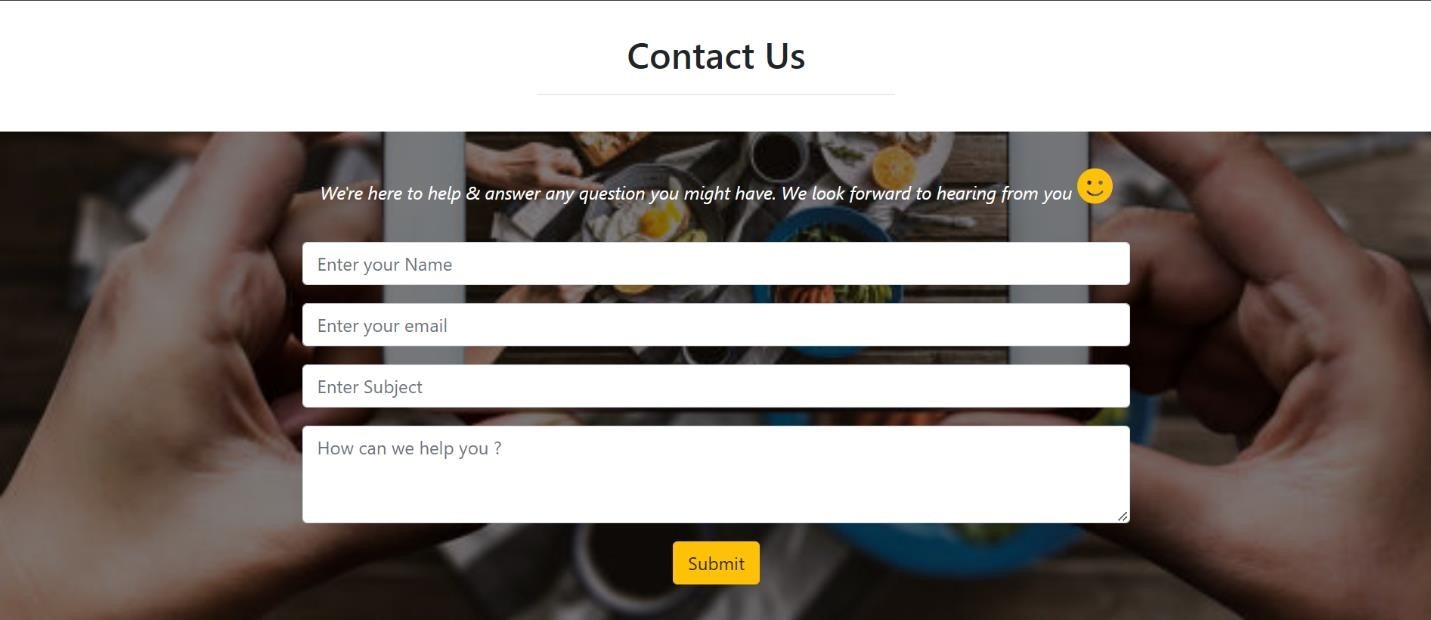 Contact Us
We're here to help & answer any question you might have. We look forward to hearing from you
Enter your Name
Enter your email
Enter Subject
How can we help you ?
Submit